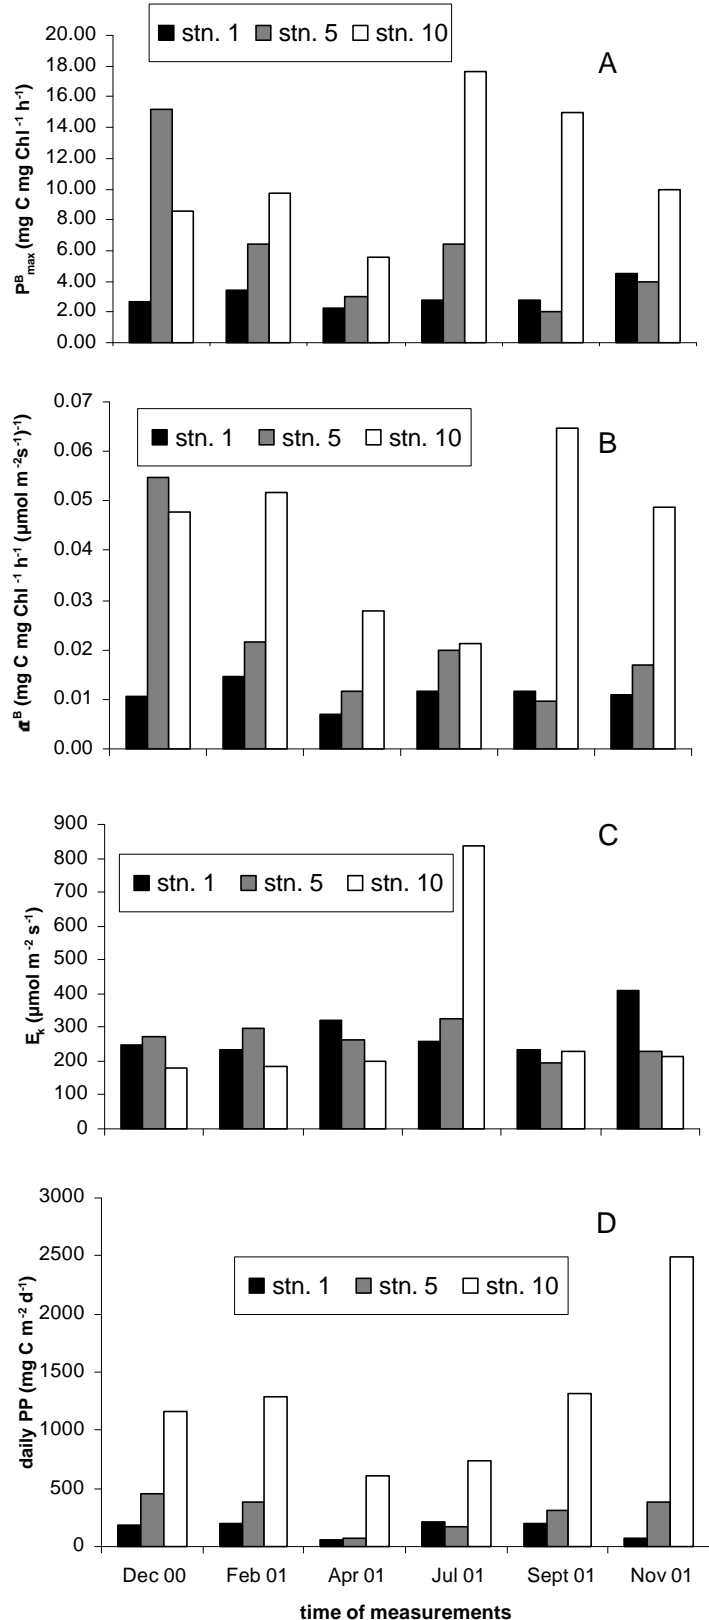 stn. 1 stn. 5 stn. 10
A
20.00
18.00
16.00
14.00
12.00
10.00
8.00
6.00
4.00
2.00
0.00
P^B_max (mg C mg Chl⁻¹ h⁻¹)
B
stn. 1 stn. 5 stn. 10
0.07
0.06
0.05
0.04
0.03
0.02
0.01
0.00
α^B (mg C mg Chl⁻¹ h⁻¹ (µmol m⁻²s⁻¹)⁻¹)
C
stn. 1 stn. 5 stn. 10
900
800
700
600
500
400
300
200
100
0
E_k (µmol m⁻² s⁻¹)
D
stn. 1 stn. 5 stn. 10
3000
2500
2000
1500
1000
500
0
daily PP (mg C m⁻² d⁻¹)
Dec 00 Feb 01 Apr 01 Jul 01 Sept 01 Nov 01
time of measurements